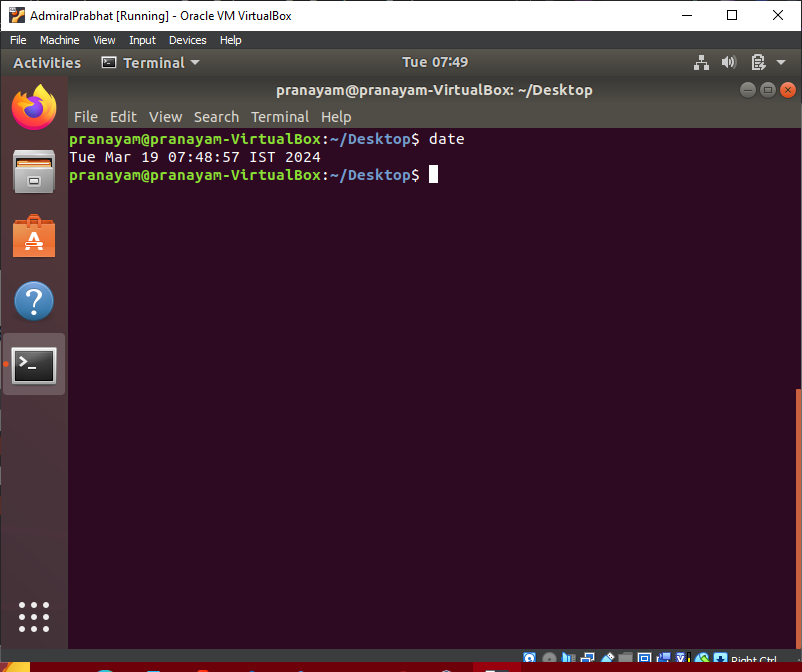 AdmiralPrabhat [Running] - Oracle VM VirtualBox
File Machine View Input Devices Help
Activities Terminal Tue 07:49
pranayam@pranayam-VirtualBox: ~/Desktop
File Edit View Search Terminal Help
pranayam@pranayam-VirtualBox:~/Desktop$ date
Tue Mar 19 07:48:57 IST 2024
pranayam@pranayam-VirtualBox:~/Desktop$
Right Ctrl